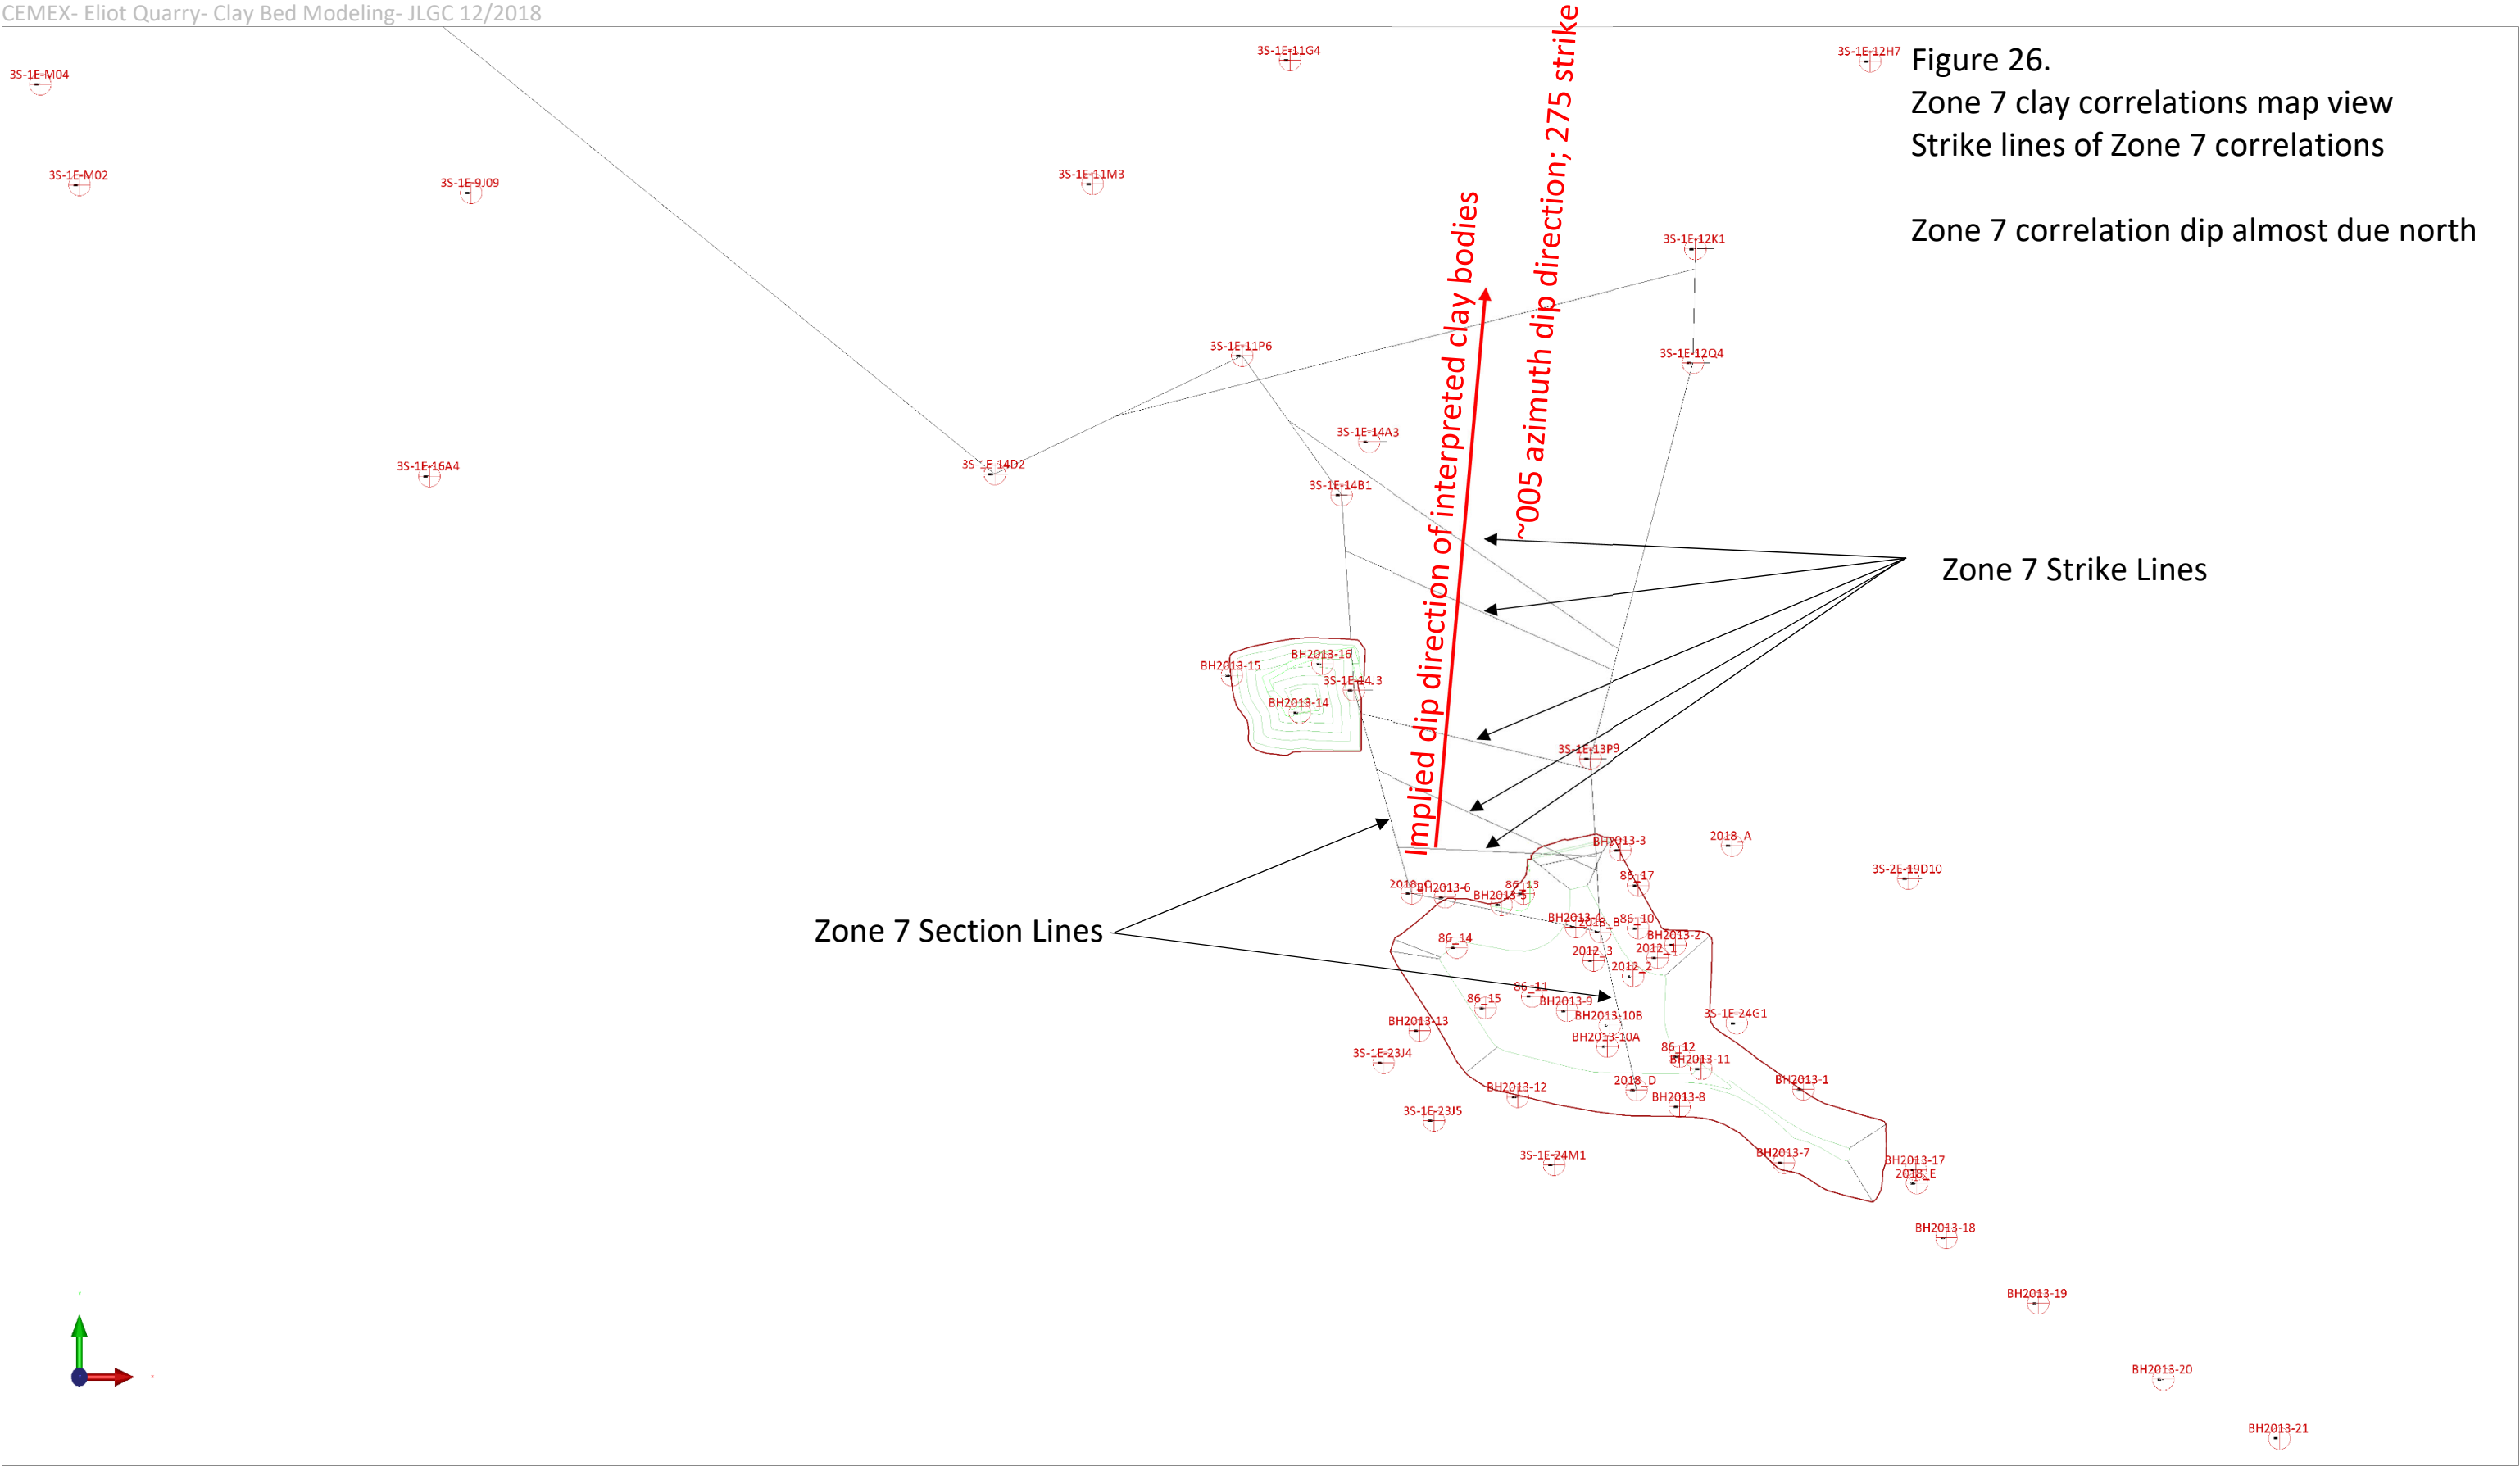 CEMEX- Eliot Quarry- Clay Bed Modeling- JLGC 12/2018
Figure 26.
Zone 7 clay correlations map view
Strike lines of Zone 7 correlations
Zone 7 correlation dip almost due north
3S-1E-M04
3S-1E-11G4
3S-1E-12H7
3S-1E-M02
3S-1E-9J09
3S-1E-11M3
3S-1E-12K1
3S-1E-11P6
3S-1E-12Q4
3S-1E-14A3
3S-1E-16A4
3S-1E-14D2
3S-1E-14B1
Implied dip direction of interpreted clay bodies
~005 azimuth dip direction; 275 strike
Zone 7 Strike Lines
BH2013-15
BH2013-16
3S-1E-14J3
BH2013-14
3S-1E-13P9
BH2013-3
2018_A
3S-2E-19D10
86_17
2018_C
BH2013-6
BH2013-5
86_13
Zone 7 Section Lines
BH2013-4
2018_B
86_10
BH2013-2
86_14
2012_3
2012_1
2012_2
86_11
86_15
BH2013-9
BH2013-10B
BH2013-13
3S-1E-24G1
BH2013-10A
3S-1E-23J4
86_12
BH2013-11
2018_D
BH2013-1
BH2013-12
BH2013-8
3S-1E-23J5
3S-1E-24M1
BH2013-7
BH2013-17
2018_E
BH2013-18
BH2013-19
BH2013-20
BH2013-21